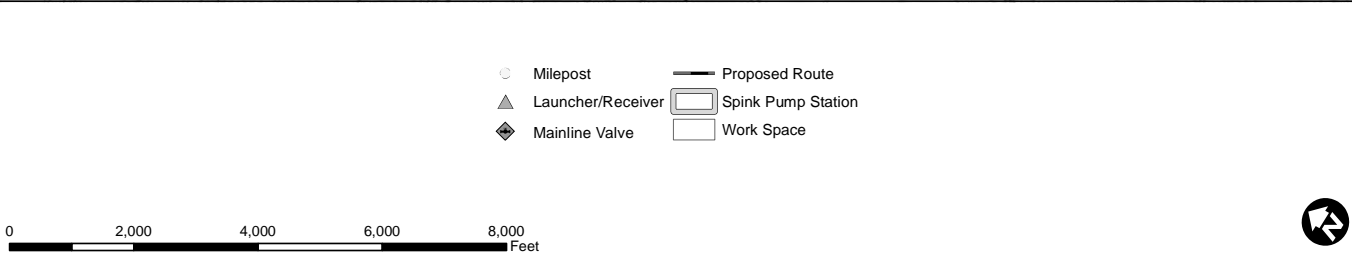 Milepost
Proposed Route
Launcher/Receiver
Spink Pump Station
Mainline Valve
Work Space
0 2,000 4,000 6,000 8,000
Feet
N